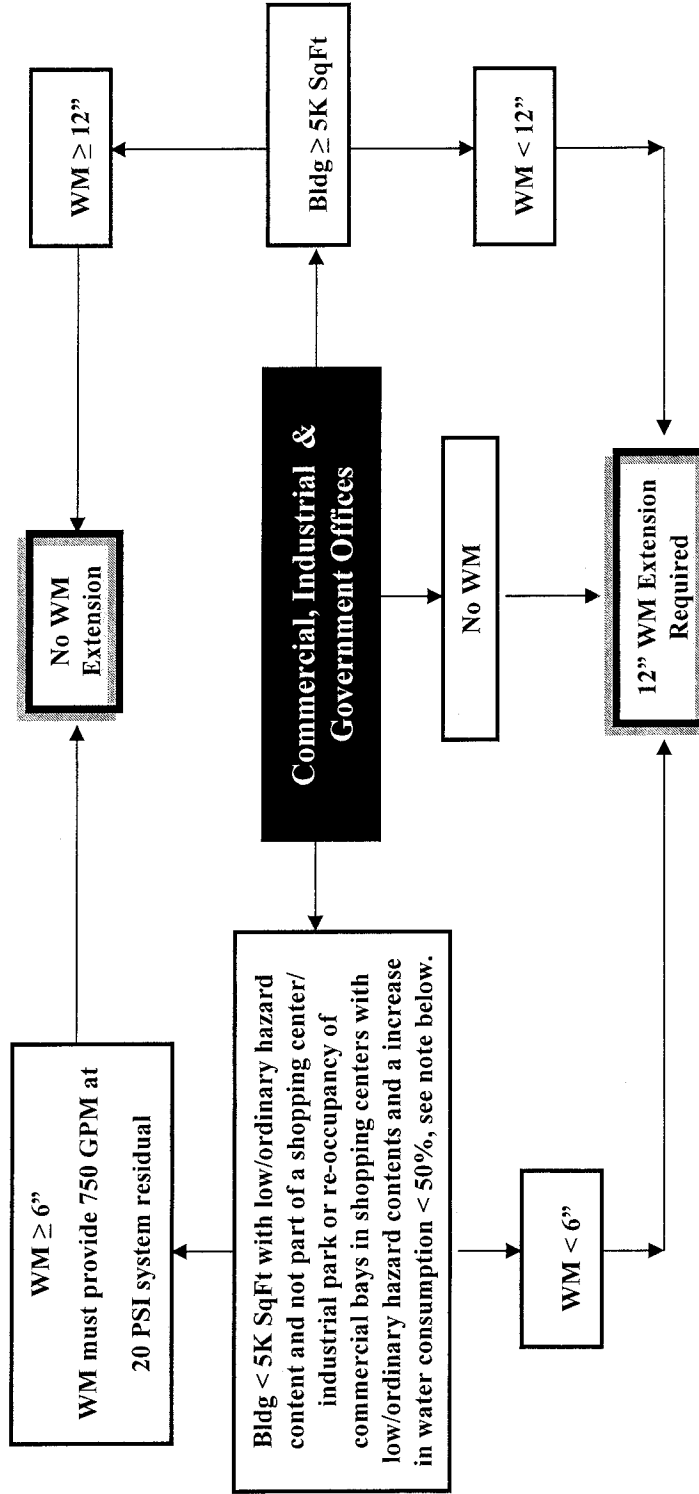 WM ≥ 6”
WM must provide 750 GPM at
20 PSI system residual
No WM
Extension
WM ≥ 12”
Bldg < 5K SqFt with low/ordinary hazard
content and not part of a shopping center/
industrial park or re-occupancy of
commercial bays in shopping centers with
low/ordinary hazard contents and a increase
in water consumption < 50%, see note below.
Commercial, Industrial &
Government Offices
Bldg ≥ 5K SqFt
WM < 6”
No WM
WM < 12”
12” WM Extension
Required